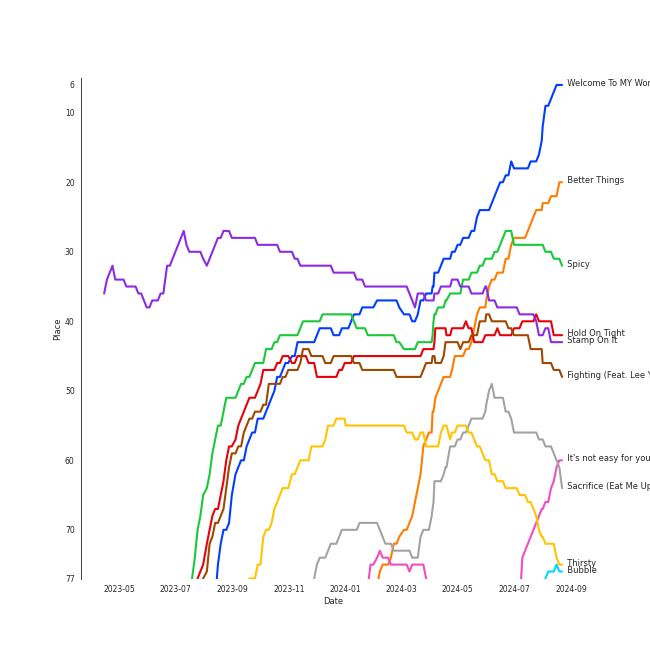 6
10
20
30
40
50
60
70
77
Place
2023-05
2023-07
2023-09
2023-11
2024-01
2024-03
2024-05
2024-07
2024-09
Date
Welcome To MY
Better Things
Spicy
Hold On Tight
Stamp On It
Fighting (Feat. Lee
It's not easy for you
Sacrifice (Eat Me Up
Thirsty
Bubble